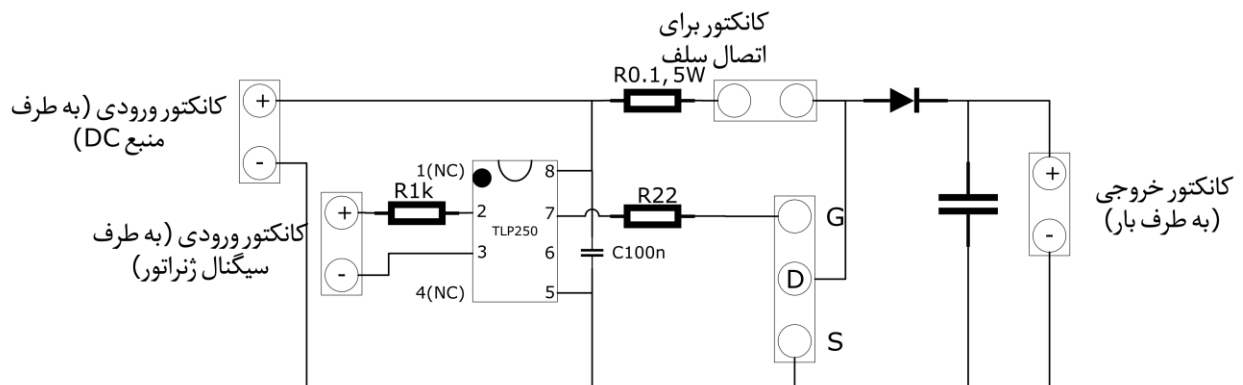 کانکتور برای
اتصال سلف
R0.1, 5W
کانکتور ورودی (به طرف
منبع DC)
+
-
1(NC)
8
R1k
2
7
R22
G
TLP250
3
6
C100n
D
4(NC)
5
S
کانکتور ورودی (به طرف
سیگنال ژنراتور)
+
-
کانکتور خروجی
(به طرف بار)
+
-